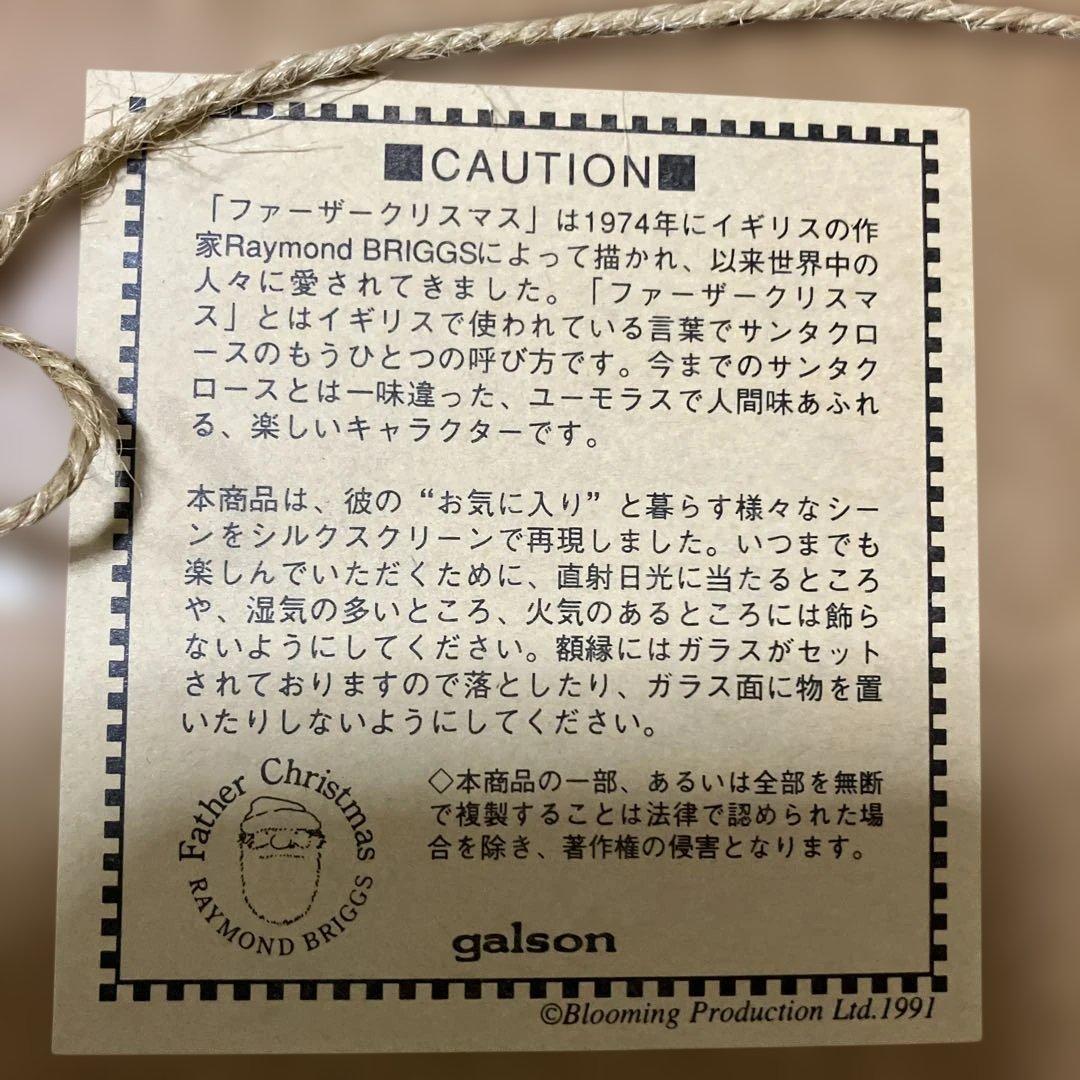 ■CAUTION■
「ファーザークリスマス」は1974年にイギリスの作
家Raymond BRIGGSによって描かれ、以来世界中の
人々に愛されてきました。「ファーザークリスマ
ス」とはイギリスで使われている言葉でサンタクロ
ースのもうひとつの呼び方です。今までのサンタク
ロースとは一味違った、ユーモラスで人間味あふれ
る、楽しいキャラクターです。
本商品は、彼の“お気に入り”と暮らす様々なシー
ンをシルクスクリーンで再現しました。いつまでも
楽しんでいただくために、直射日光に当たるところ
や、湿気の多いところ、火気のあるところには飾ら
ないようにしてください。額縁にはガラスがセット
されておりますので落としたり、ガラス面に物を置
いたりしないようにしてください。
Father Christmas
RAYMOND BRIGGS
◇本商品の一部、あるいは全部を無断
で複製することは法律で認められた場
合を除き、著作権の侵害となります。
galson
©Blooming Production Ltd.1991